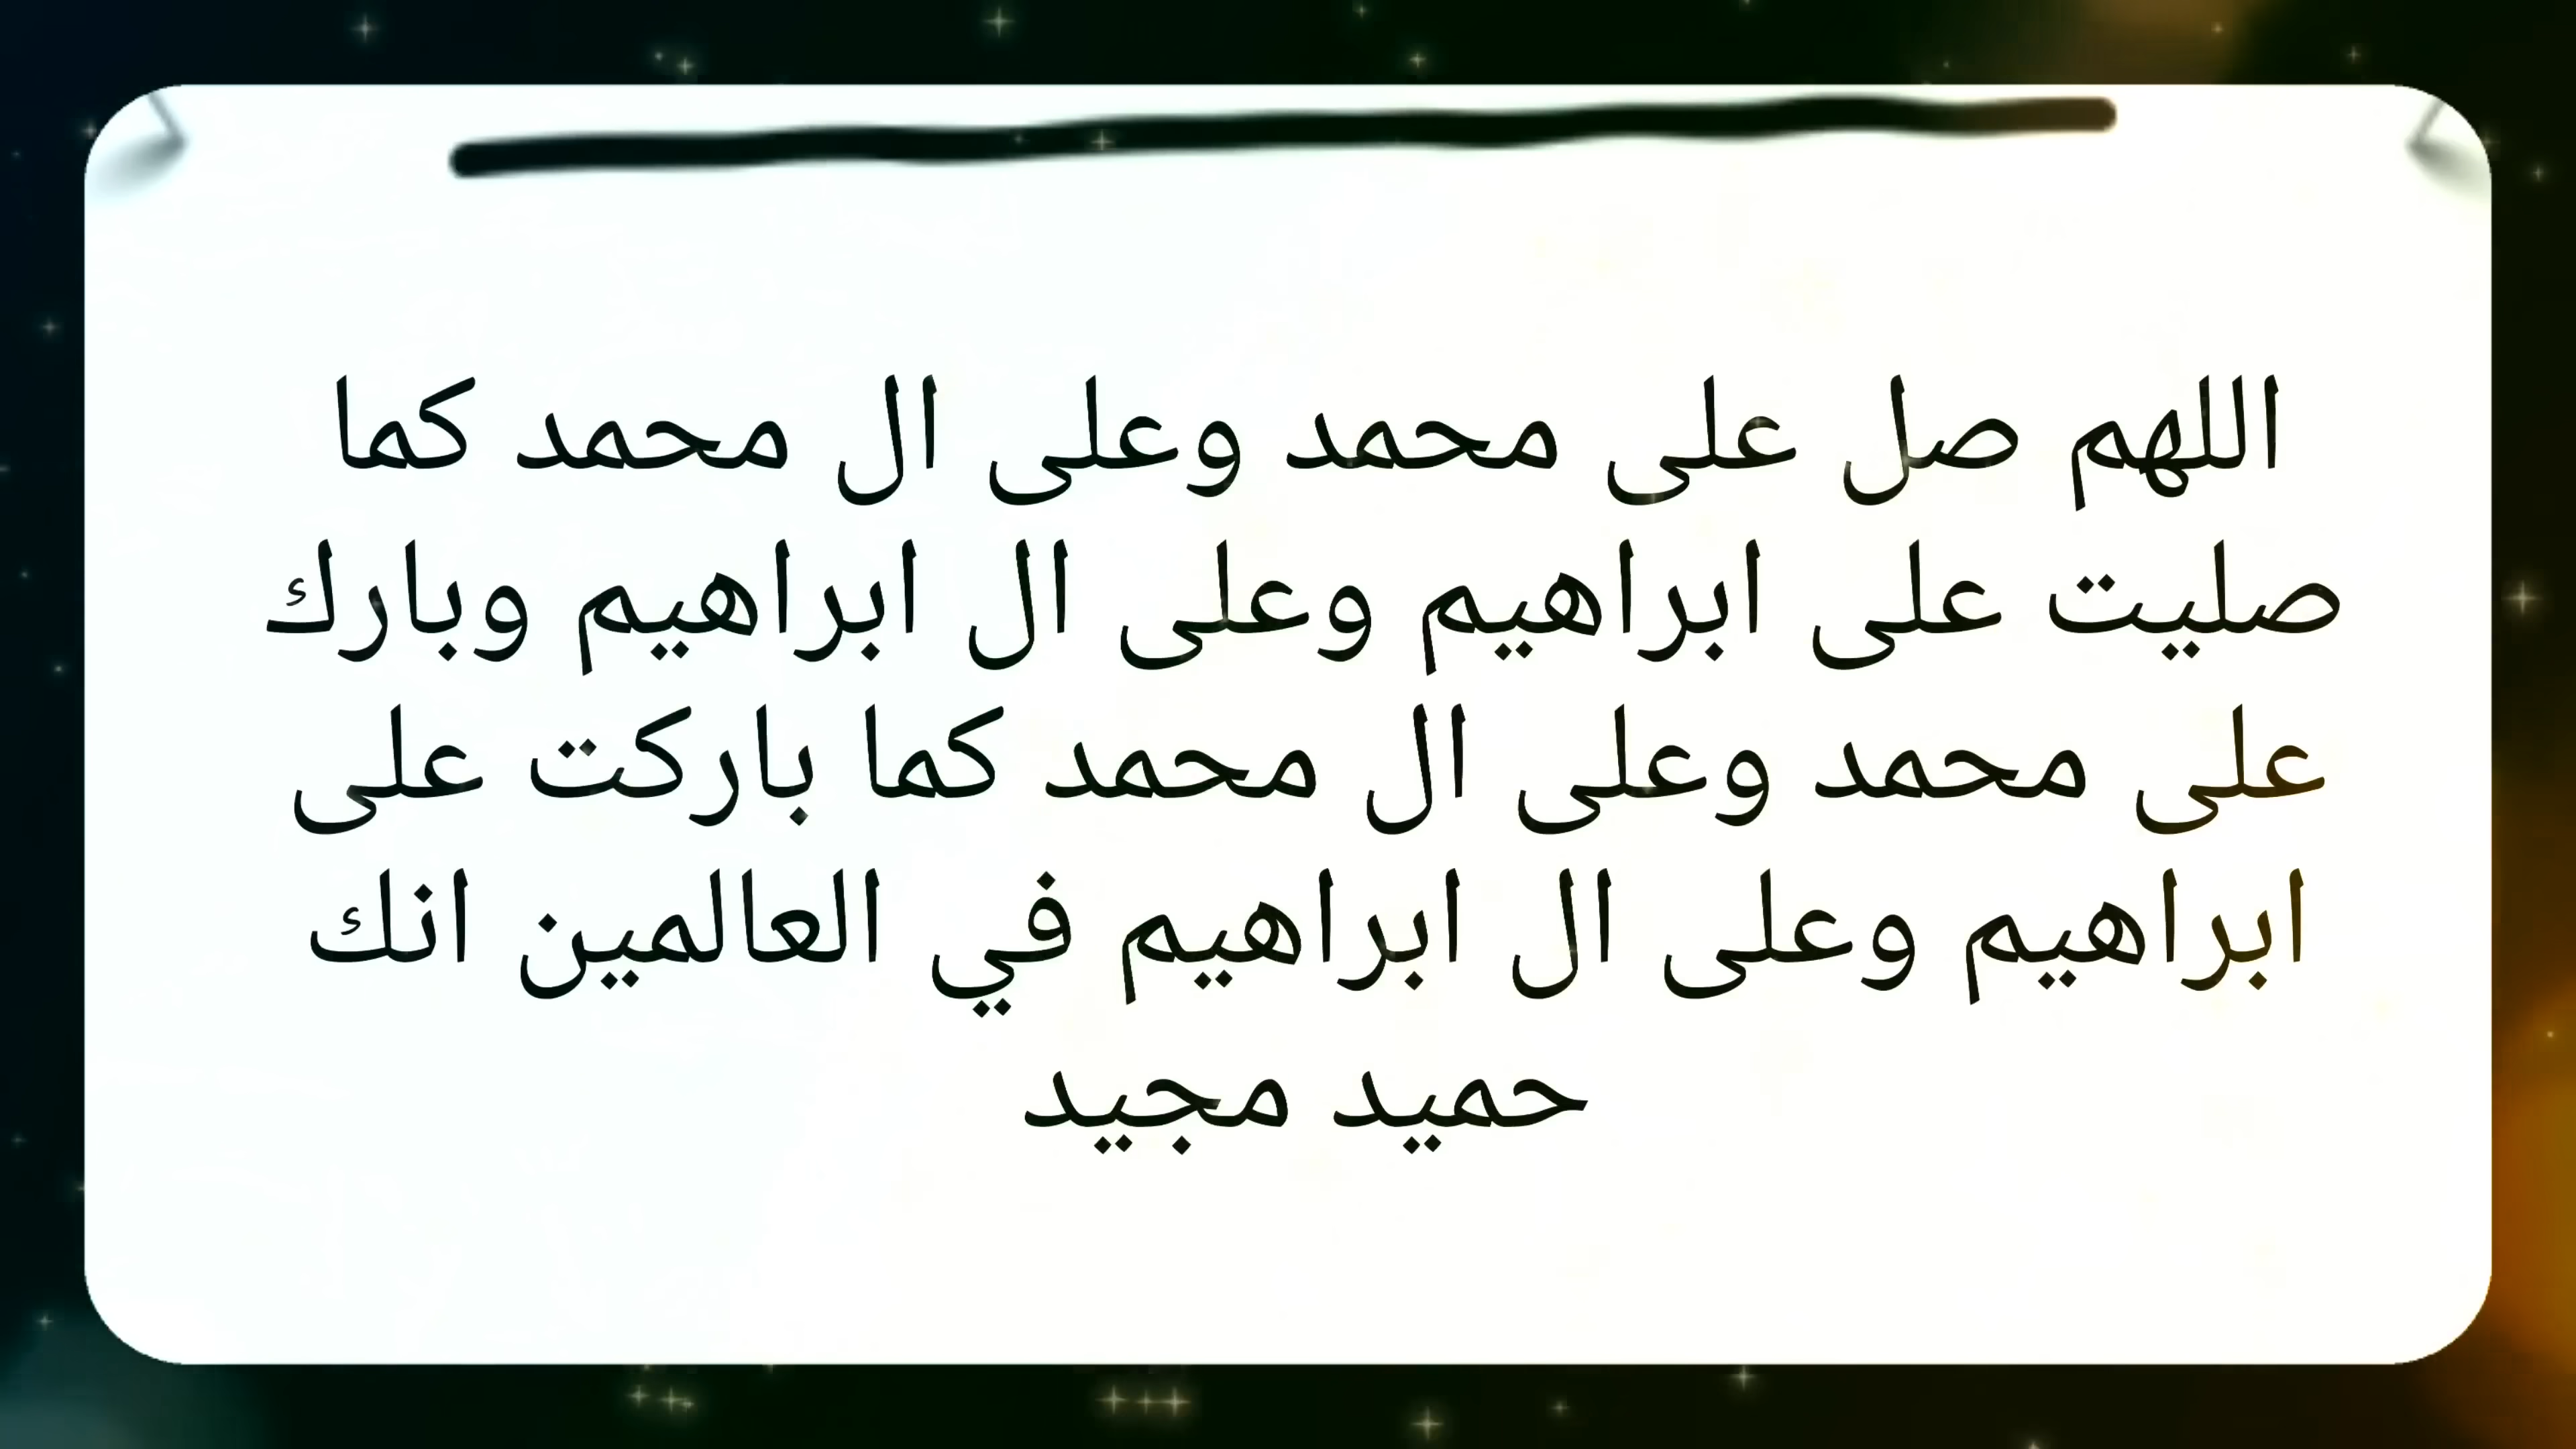 اللهم صل على محمد وعلى ال محمد كما
صليت على ابراهيم وعلى ال ابراهيم وبارك
على محمد وعلى ال محمد كما باركت على
ابراهيم وعلى ال ابراهيم في العالمين انك
حميد مجيد